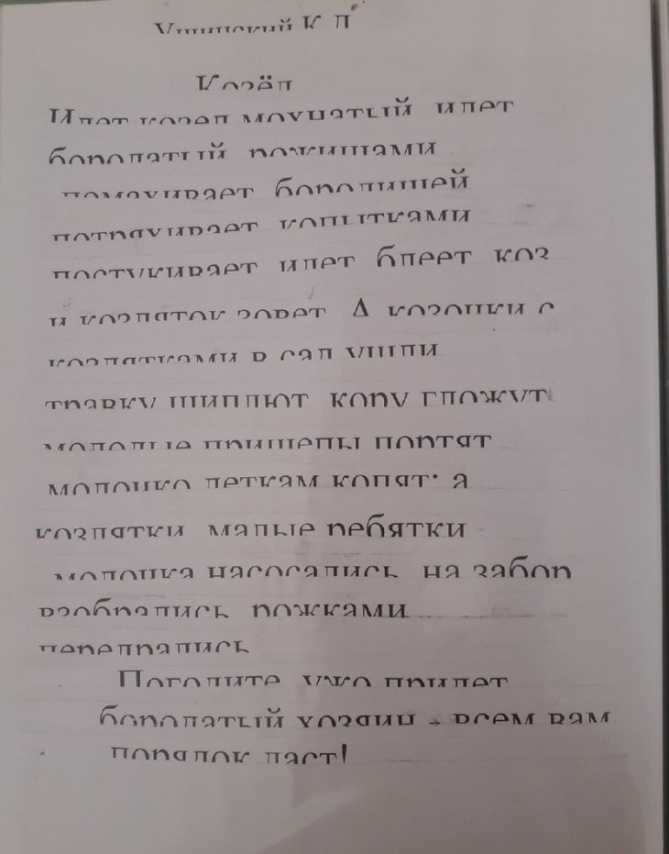 Ушинский К Д
Козёл
Идет козел мохнатый идет
бородатый рожищами
помахивает бородищей
потряхивает копытками
постукивает идет блеет коз
и козляток зовет А козочки с
козлятками в сад ушли
травку щиплют кору гложут
молодые прищепы портят
молочко деткам копят; а
козлятки малые ребятки
молочка насосались на забор
взобрались рожками
передрались
Погодите ужо придет
бородатый хозяин - всем вам
порядок даст!